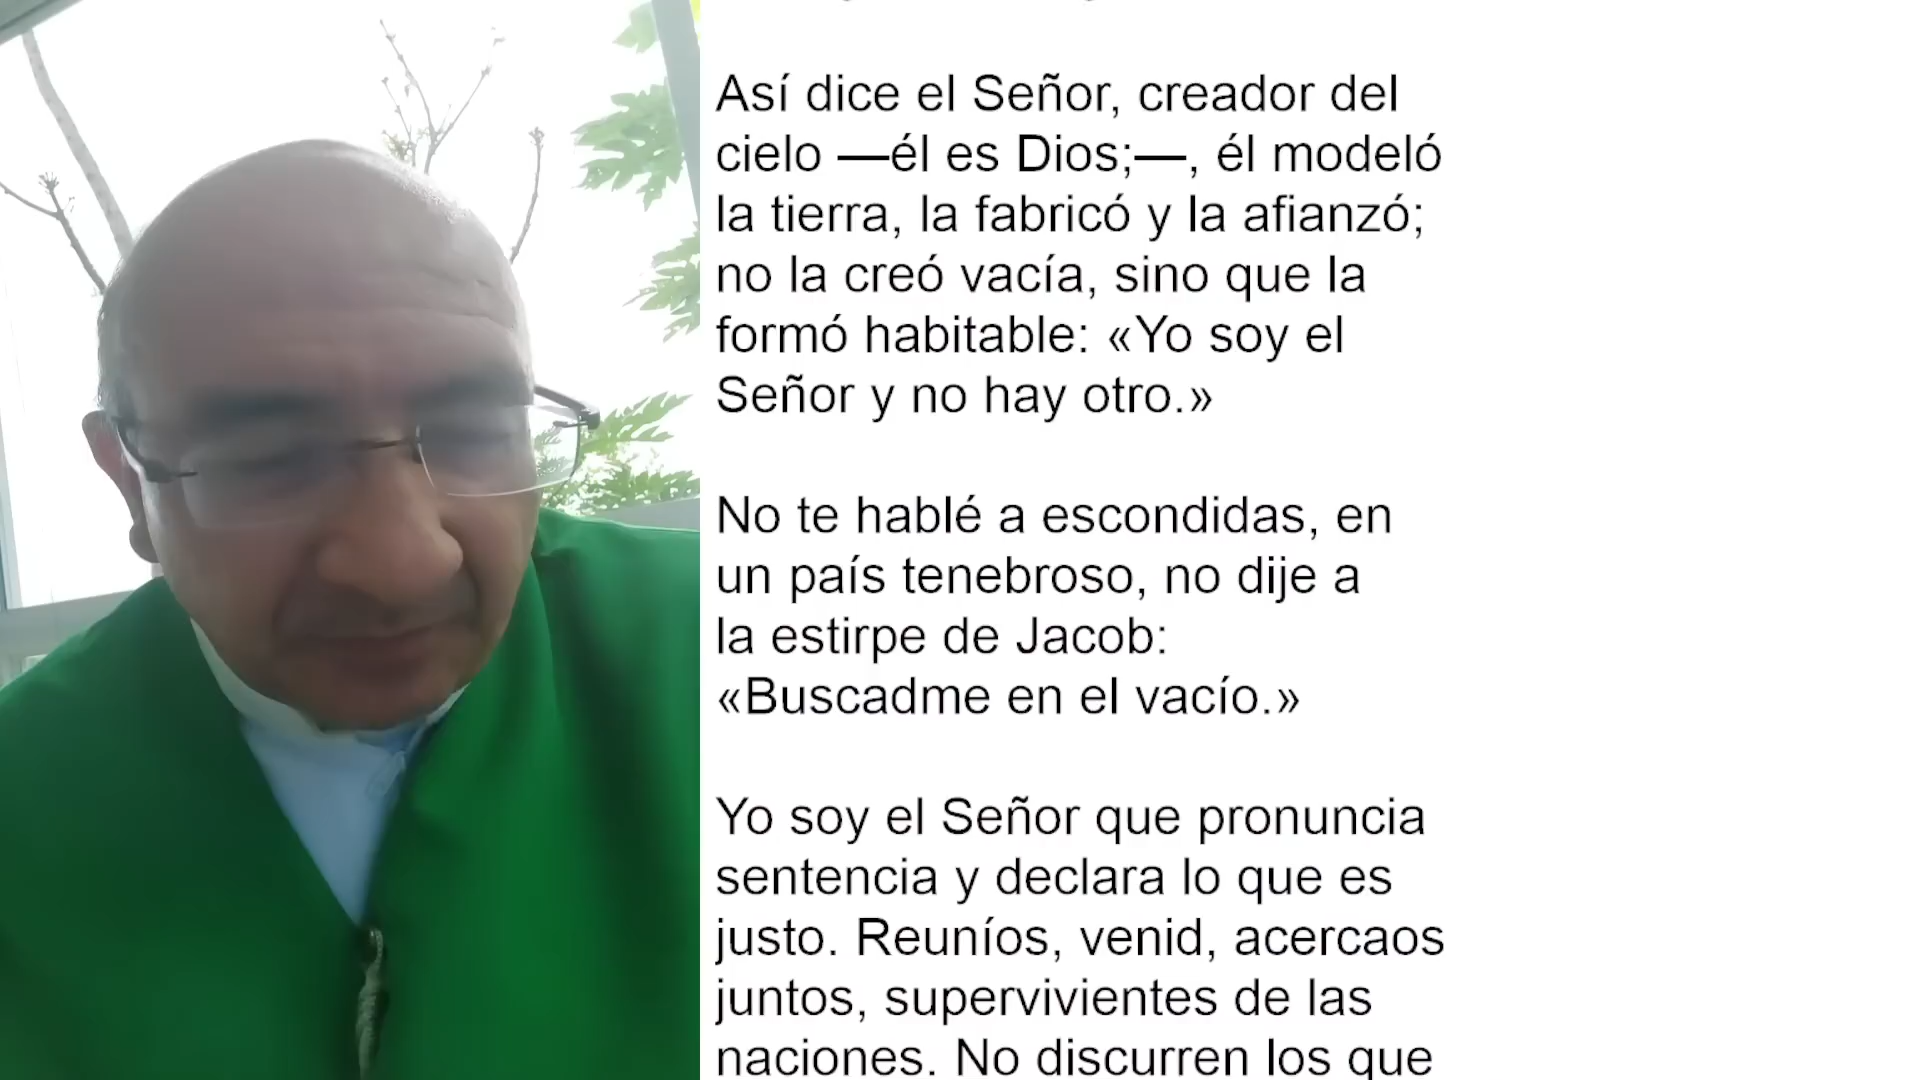 Así dice el Señor, creador del
cielo —él es Dios;—, él modeló
la tierra, la fabricó y la afianzó;
no la creó vacía, sino que la
formó habitable: «Yo soy el
Señor y no hay otro.»
No te hablé a escondidas, en
un país tenebroso, no dije a
la estirpe de Jacob:
«Buscadme en el vacío.»
Yo soy el Señor que pronuncia
sentencia y declara lo que es
justo. Reuníos, venid, acercaos
juntos, supervivientes de las
naciones. No discurren los que